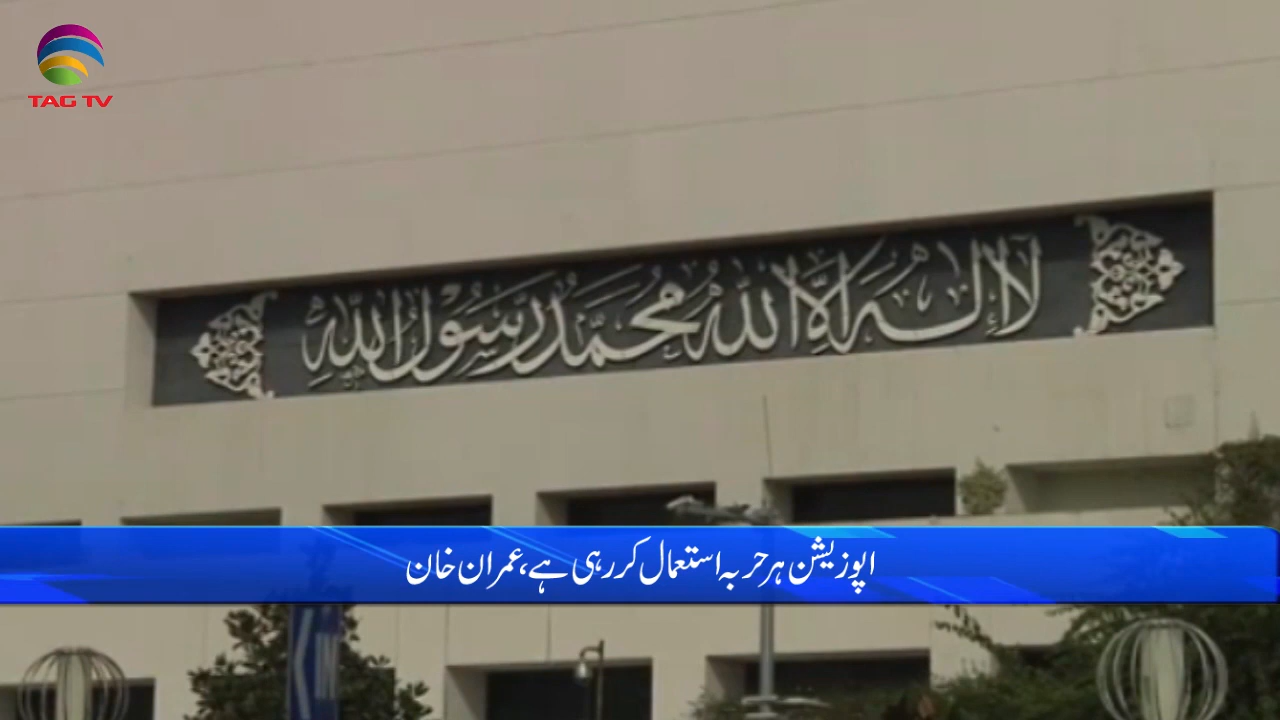 TAG TV
لا إله إلا الله محمد رسول الله
اپوزیشن ہر حربہ استعمال کر رہی ہے، عمران خان